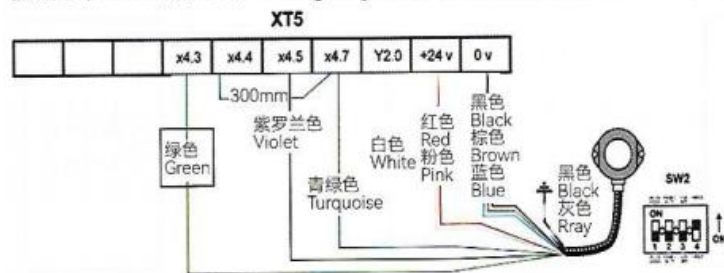 XT5
x4.3 x4.4 x4.5 x4.7 Y2.0 +24 v 0 v
300mm
绿色
Green
紫罗兰色
Violet
青绿色
Turquoise
白色
White
红色
Red
粉色
Pink
黑色
Black
棕色
Brown
蓝色
Blue
黑色
Black
灰色
Rray
SW2
ON
1 2 3 4
ON